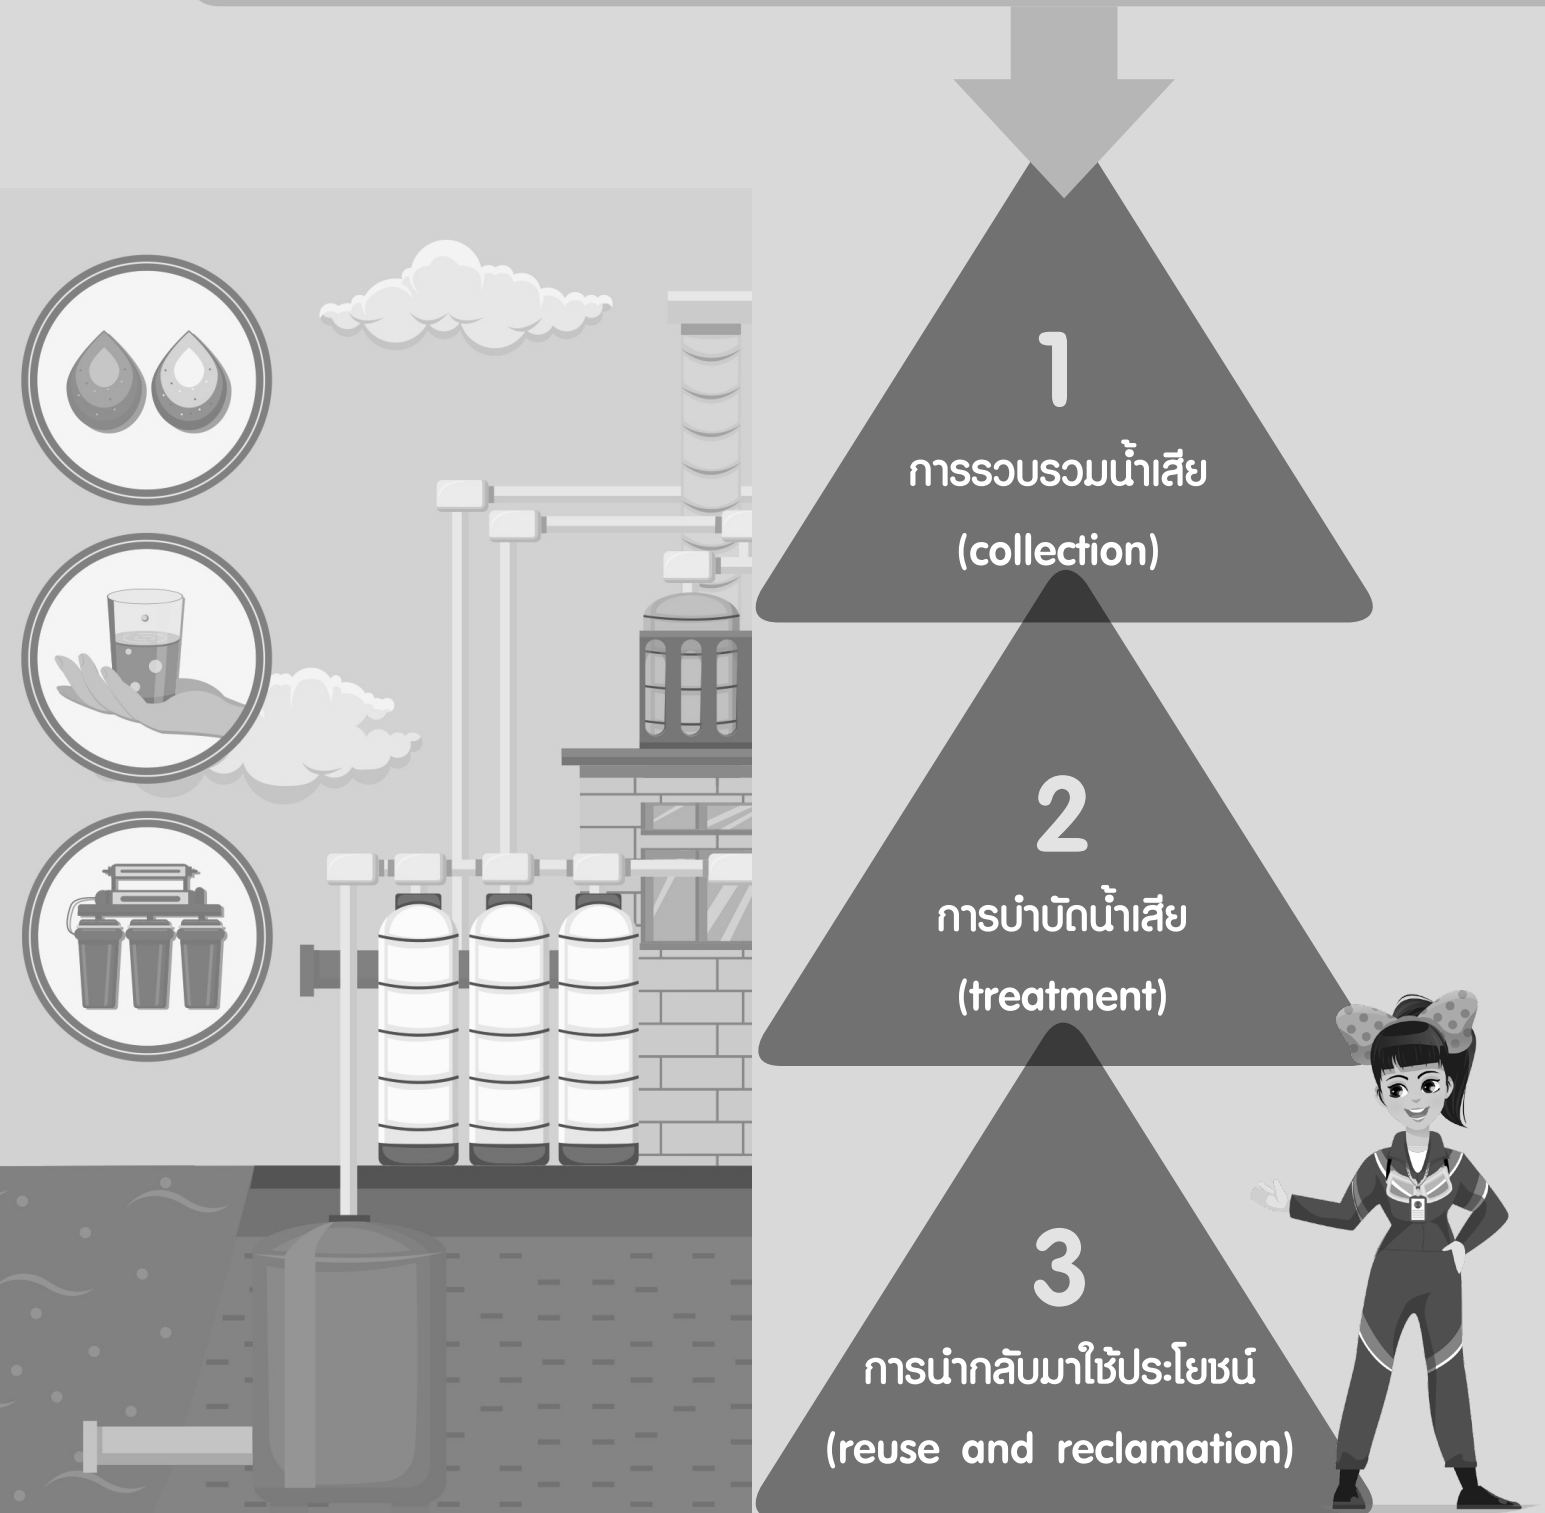 1
การรวบรวมน้ำเสีย
(collection)
2
การบำบัดน้ำเสีย
(treatment)
3
การนำกลับมาใช้ประโยชน์
(reuse and reclamation)